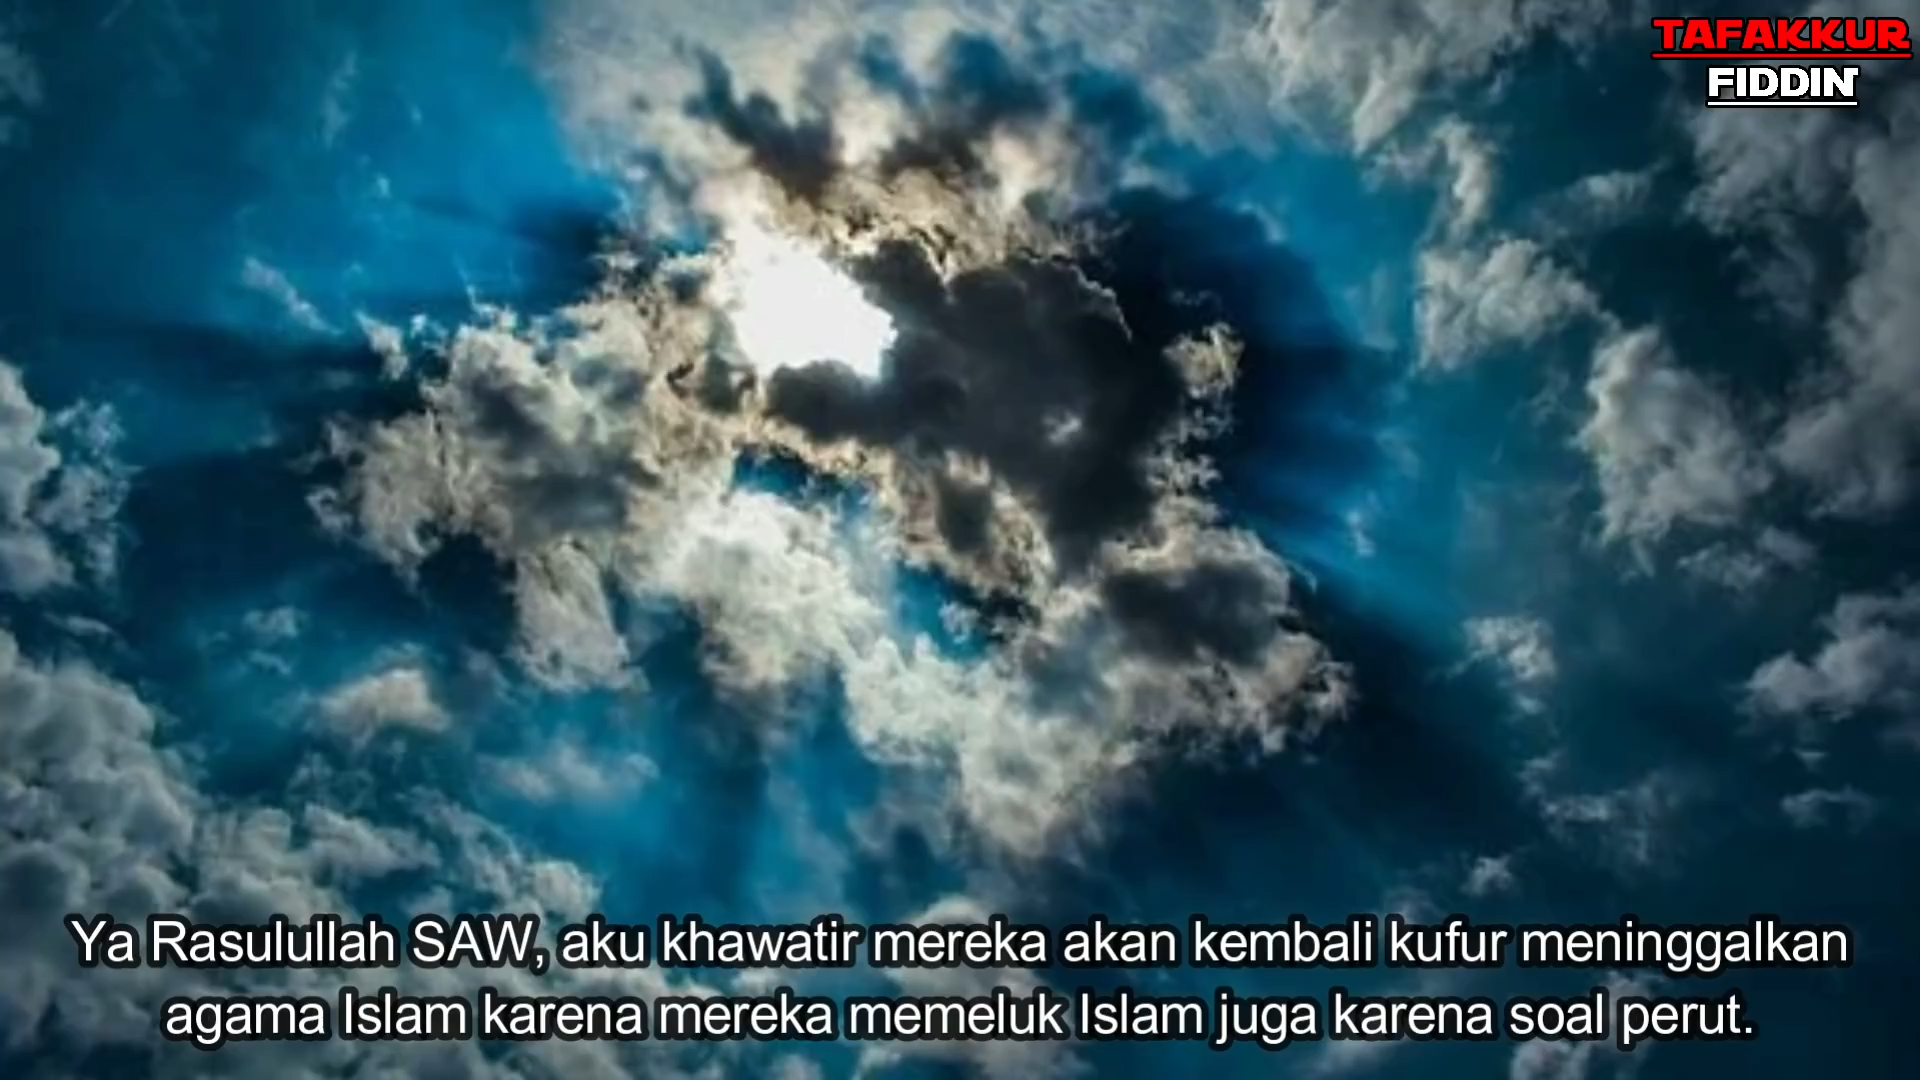 TAFAKKUR
FIDDIN
Ya Rasulullah SAW, aku khawatir mereka akan kembali kufur meninggalkan
agama Islam karena mereka memeluk Islam juga karena soal perut.